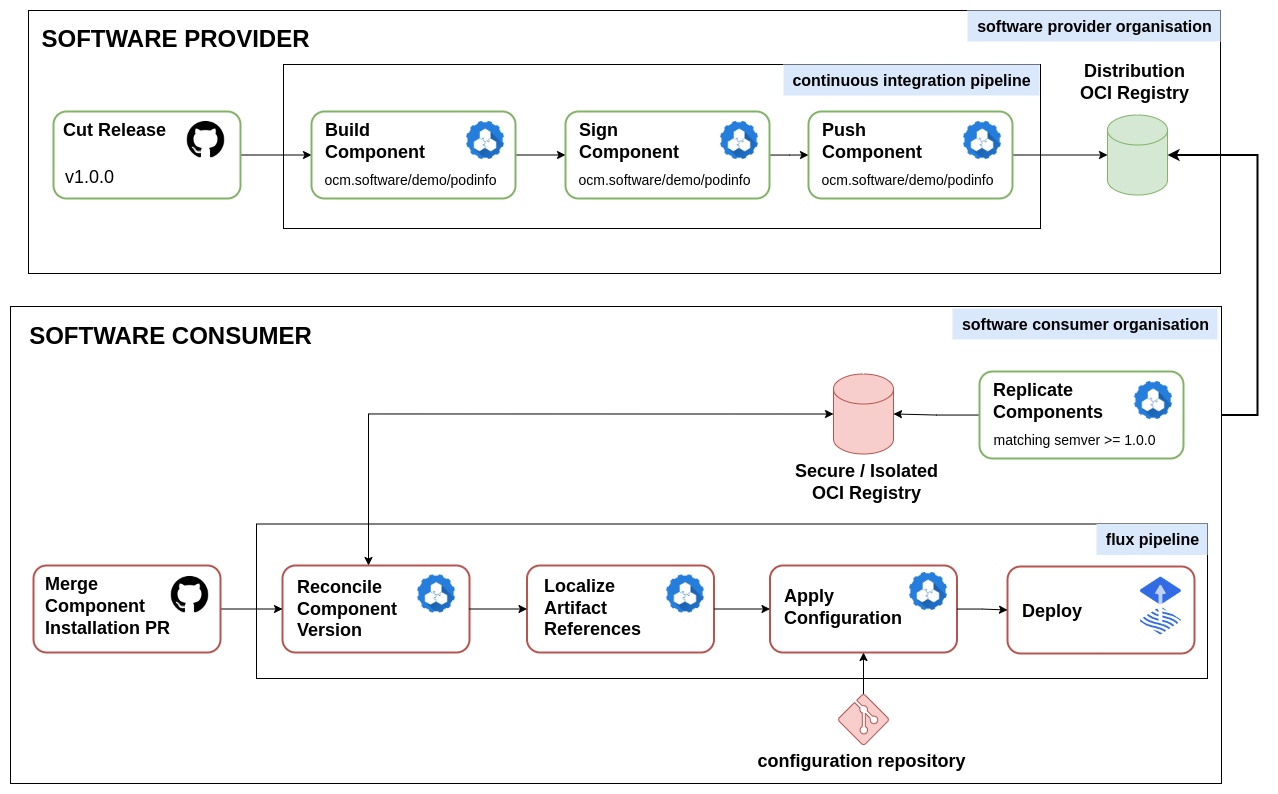 SOFTWARE PROVIDER
software provider organisation
continuous integration pipeline
Distribution
OCI Registry
Cut Release
v1.0.0
Build
Component
ocm.software/demo/podinfo
Sign
Component
ocm.software/demo/podinfo
Push
Component
ocm.software/demo/podinfo
SOFTWARE CONSUMER
software consumer organisation
Replicate
Components
matching semver >= 1.0.0
Secure / Isolated
OCI Registry
flux pipeline
Merge
Component
Installation PR
Reconcile
Component
Version
Localize
Artifact
References
Apply
Configuration
Deploy
configuration repository